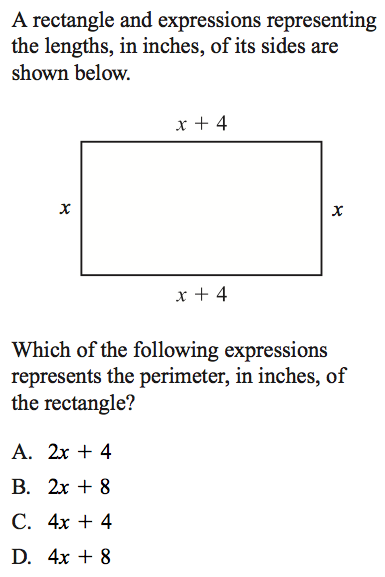 A rectangle and expressions representing
the lengths, in inches, of its sides are
shown below.
x + 4
x
x
x + 4
Which of the following expressions
represents the perimeter, in inches, of
the rectangle?
A. 2x + 4
B. 2x + 8
C. 4x + 4
D. 4x + 8